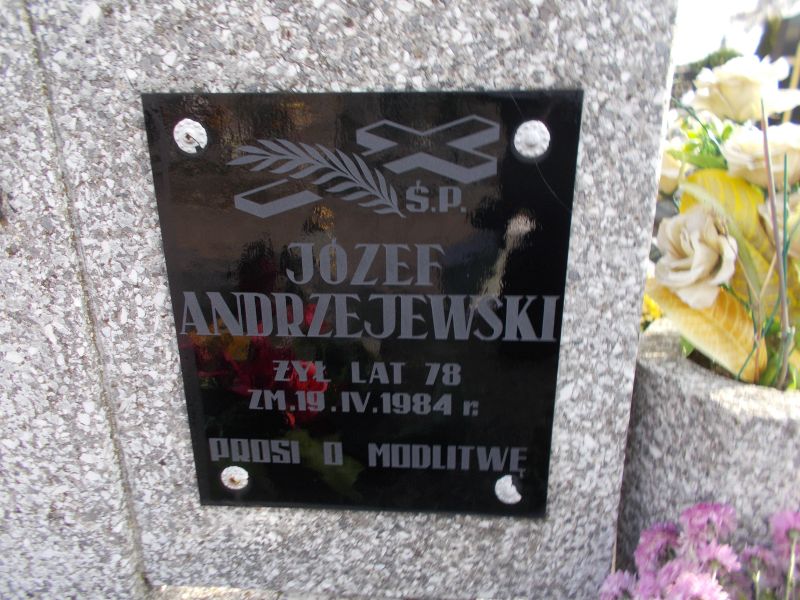 Ś.P.
JÓZEF
ANDRZEJEWSKI
ŻYŁ LAT 78
ZM.19.IV.1984 r.
PROSI O MODLITWĘ